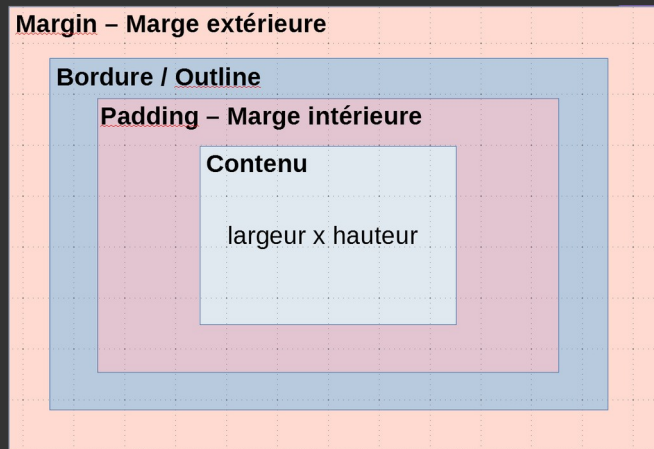 Margin – Marge extérieure
Bordure / Outline
Padding – Marge intérieure
Contenu
largeur x hauteur